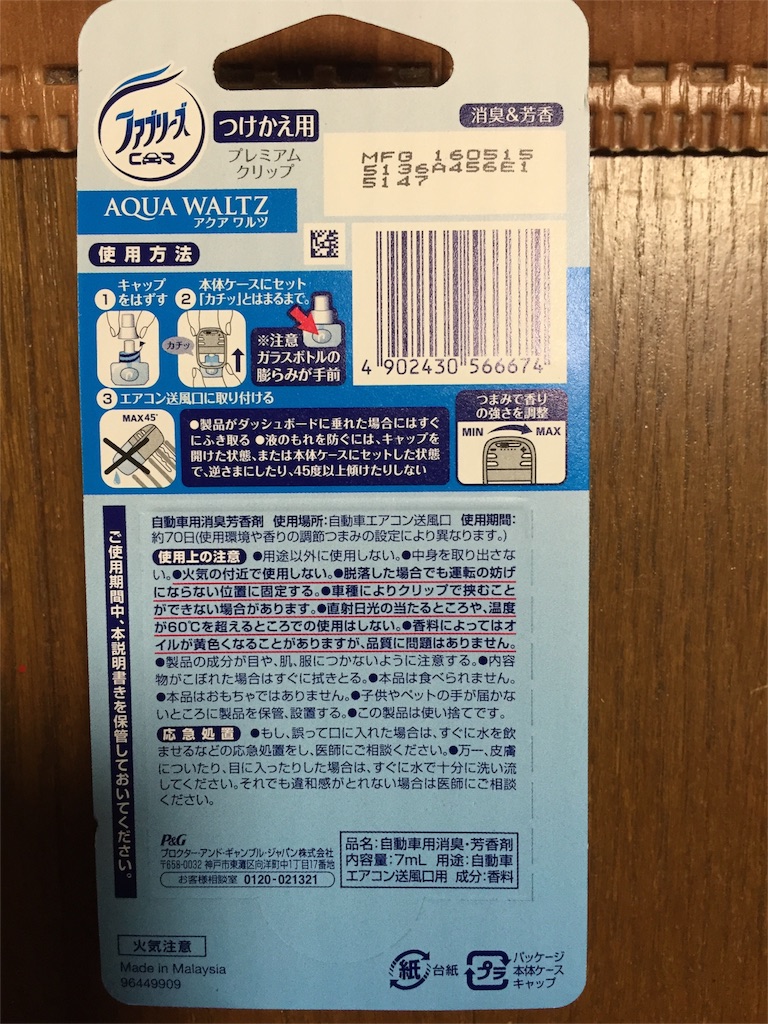 ファブリーズ
CAR
つけかえ用
消臭&芳香
プレミアム
クリップ
MFG 160515
5136A456E1
5147
AQUA WALTZ
アクア ワルツ
使用方法
4 902430 566674
① キャップ
をはずす
② 本体ケースにセット
「カチッ」とはまるまで。
カチッ
※注意
ガラスボトルの
膨らみが手前
③ エアコン送風口に取り付ける
MAX45°
●製品がダッシュボードに垂れた場合にはすぐ
にふき取る ●液のもれを防ぐには、キャップを
開けた状態、または本体ケースにセットした状態
で、逆さまにしたり、45度以上傾けたりしない
つまみで香り
の強さを調整
MIN MAX
ご使用期間中、本説明書きを保管しておいてください。
自動車用消臭芳香剤 使用場所:自動車エアコン送風口 使用期間:
約70日(使用環境や香りの調節つまみの設定により異なります。)
使用上の注意 ●用途以外に使用しない。●中身を取り出さな
い。●火気の付近で使用しない。●脱落した場合でも運転の妨げ
にならない位置に固定する。●車種によりクリップで挟むこと
ができない場合があります。●直射日光の当たるところや、温度
が60℃を超えるところでの使用はしない。●香料によってはオ
イルが黄色くなることがありますが、品質に問題はありません。
●製品の成分が目や、肌、服につかないように注意する。●内容
物がこぼれた場合はすぐに拭きとる。●本品は食べられません。
●本品はおもちゃではありません。●子供やペットの手が届かな
いところに製品を保管、設置する。●この製品は使い捨てです。
応急処置 ●もし、誤って口に入れた場合は、すぐに水を飲
ませるなどの応急処置をし、医師にご相談ください。●万一、皮膚
についたり、目に入ったりした場合は、すぐに水で十分に洗い流
してください。それでも違和感がとれない場合は医師にご相談
ください。
P&G
プロクター・アンド・ギャンブル・ジャパン株式会社
〒658-0032 神戸市東灘区向洋町中1丁目17番地
お客様相談室 0120-021321
品名:自動車用消臭・芳香剤
内容量:7mL 用途:自動車
エアコン送風口用 成分:香料
火気注意
Made in Malaysia
96449909
紙 台紙
プラ
パッケージ
本体ケース
キャップ